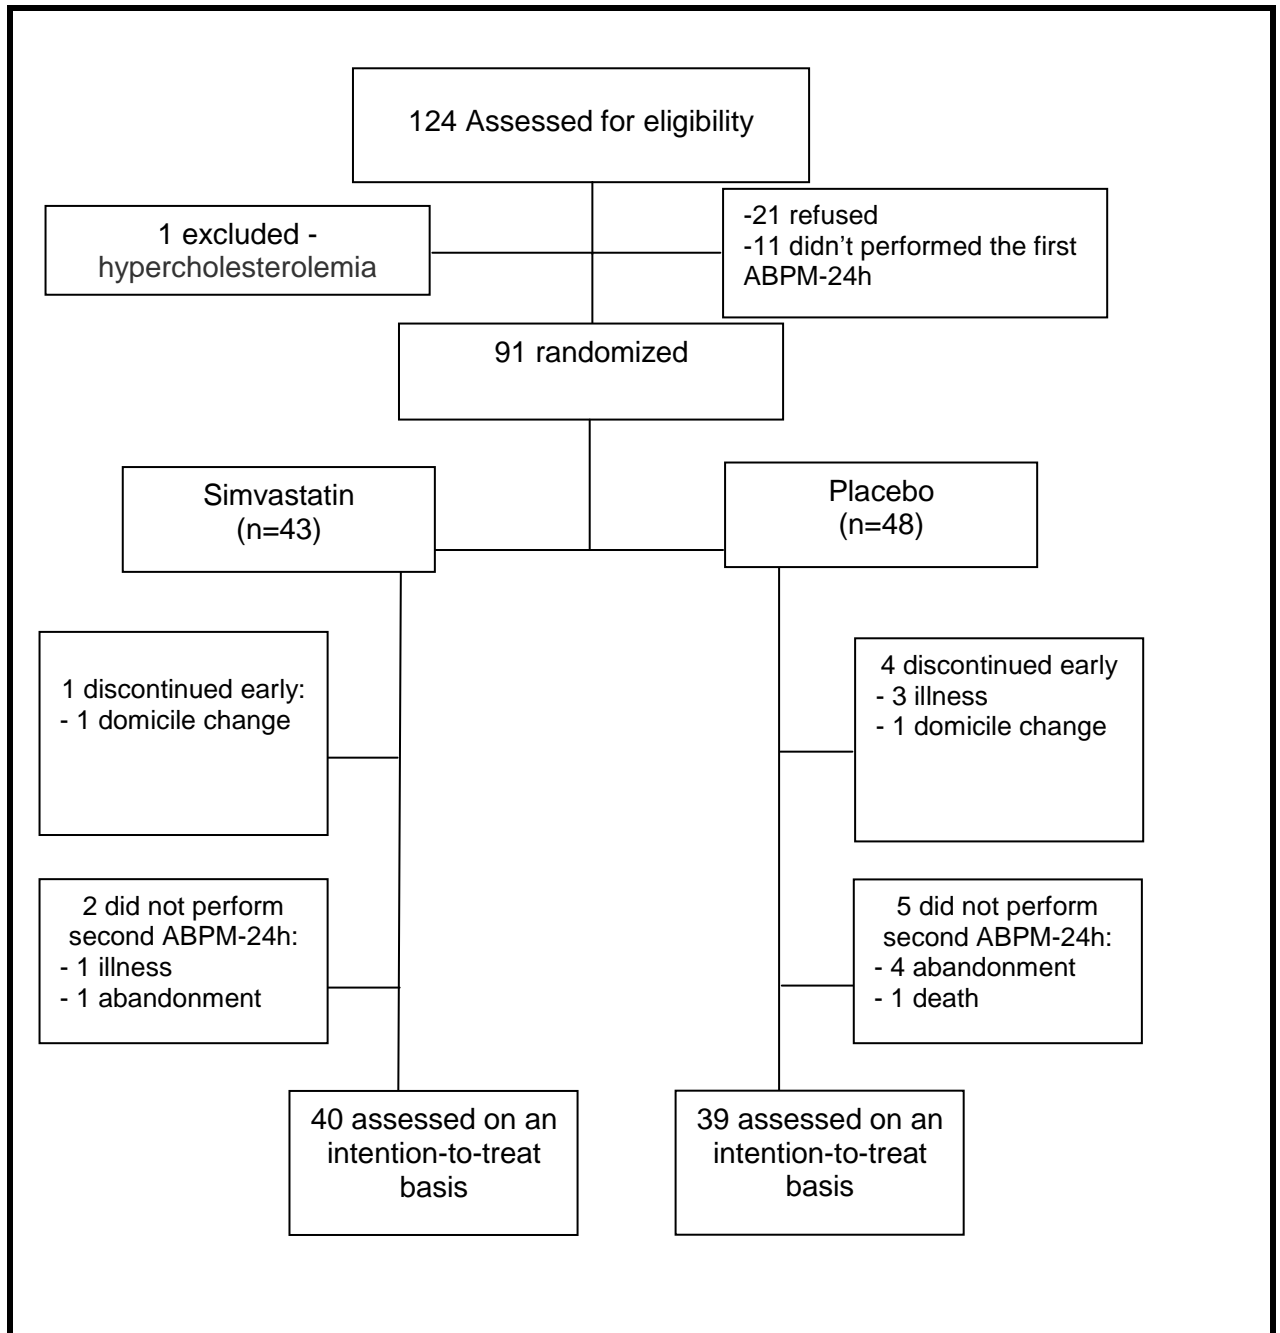 124 Assessed for eligibility
1 excluded -
hypercholesterolemia
-21 refused
-11 didn't performed the first
ABPM-24h
91 randomized
Simvastatin
(n=43)
Placebo
(n=48)
1 discontinued early:
- 1 domicile change
4 discontinued early
- 3 illness
- 1 domicile change
2 did not perform
second ABPM-24h:
- 1 illness
- 1 abandonment
5 did not perform
second ABPM-24h:
- 4 abandonment
- 1 death
40 assessed on an
intention-to-treat
basis
39 assessed on an
intention-to-treat
basis